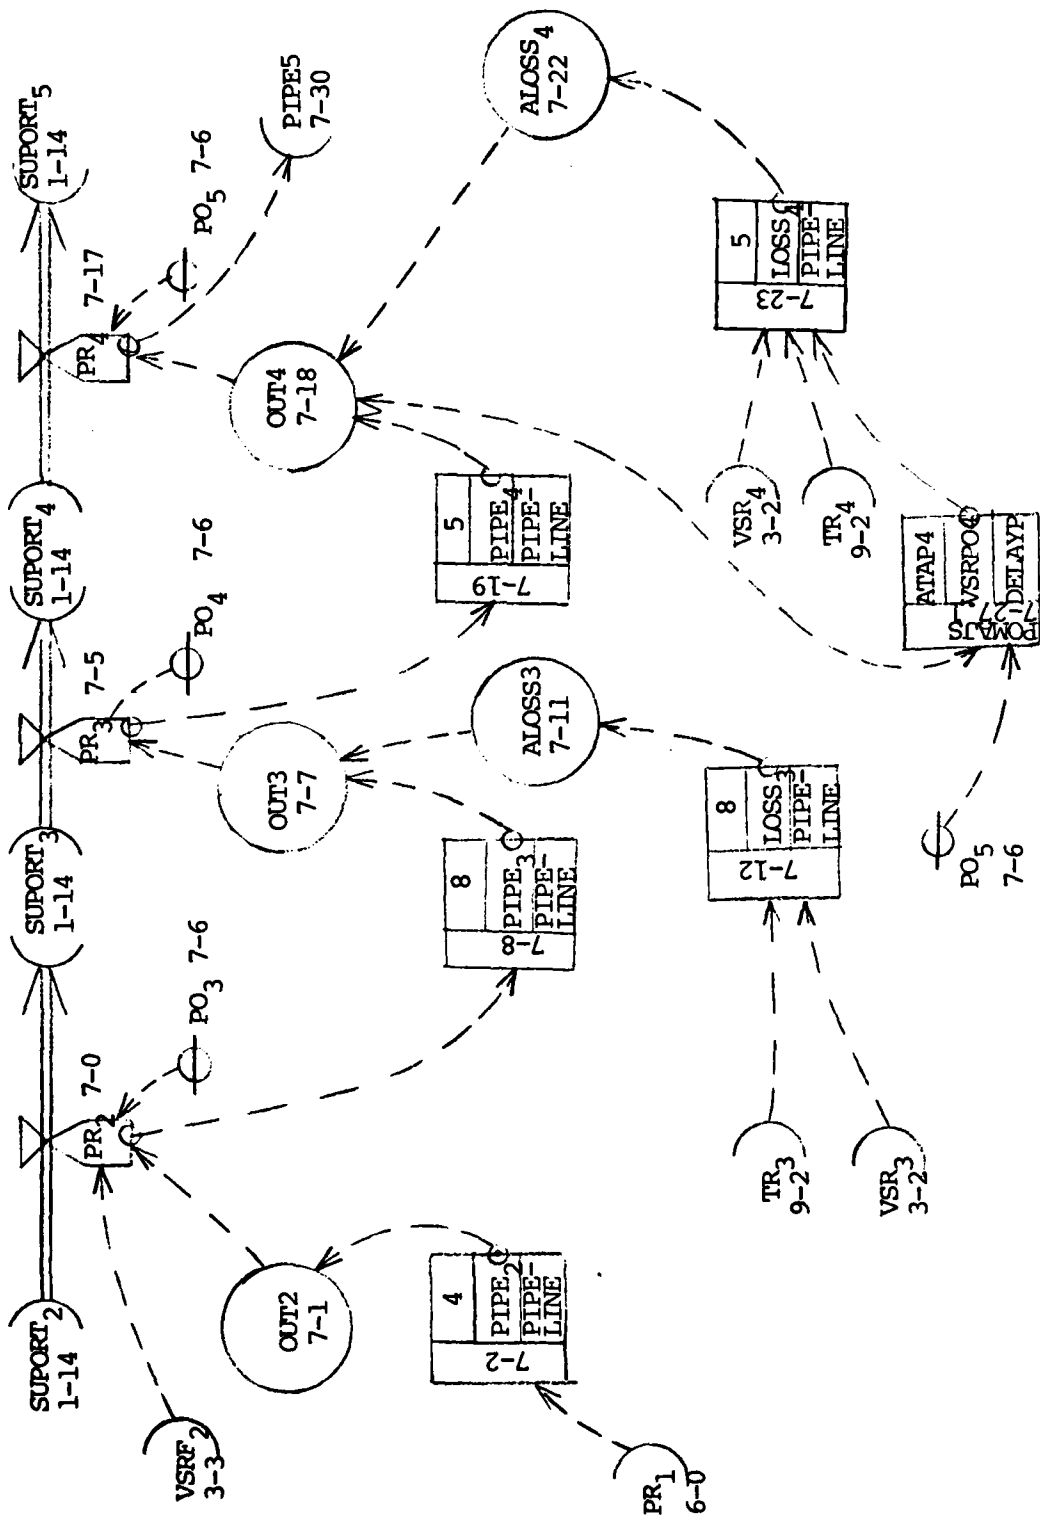 SUPORT2
1-14
VSRF2
3-3
PR2
7-0
PO3 7-6
OUT2
7-1
4
PIPE2
PIPE-
LINE
7-2
PR1
6-0
SUPORT3
1-14
PR3
7-5
PO4 7-6
OUT3
7-7
8
PIPE3
PIPE-
LINE
7-8
ALOSS3
7-11
8
LOSS3
PIPE-
LINE
7-12
TR3
9-2
VSR3
3-2
SUPORT4
1-14
PR4
7-17
PO5 7-6
OUT4
7-18
5
PIPE4
PIPE-
LINE
7-19
SUPORT5
1-14
PIPE5
7-30
ALOSS4
7-22
5
LOSS4
PIPE-
LINE
7-23
VSR4
3-2
TR4
9-2
ATAP4
VSRPO4
DELAYP
POMAJS
7-27
PO5
7-6